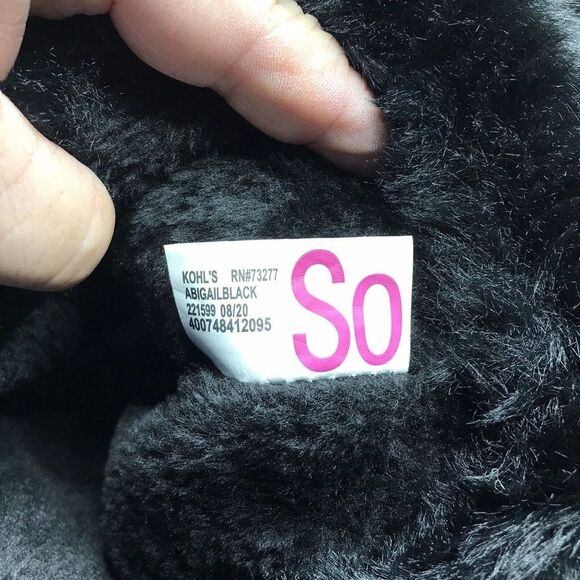 KOHL'S RN#73277
ABIGAILBLACK
221599 08/20
400748412095
So